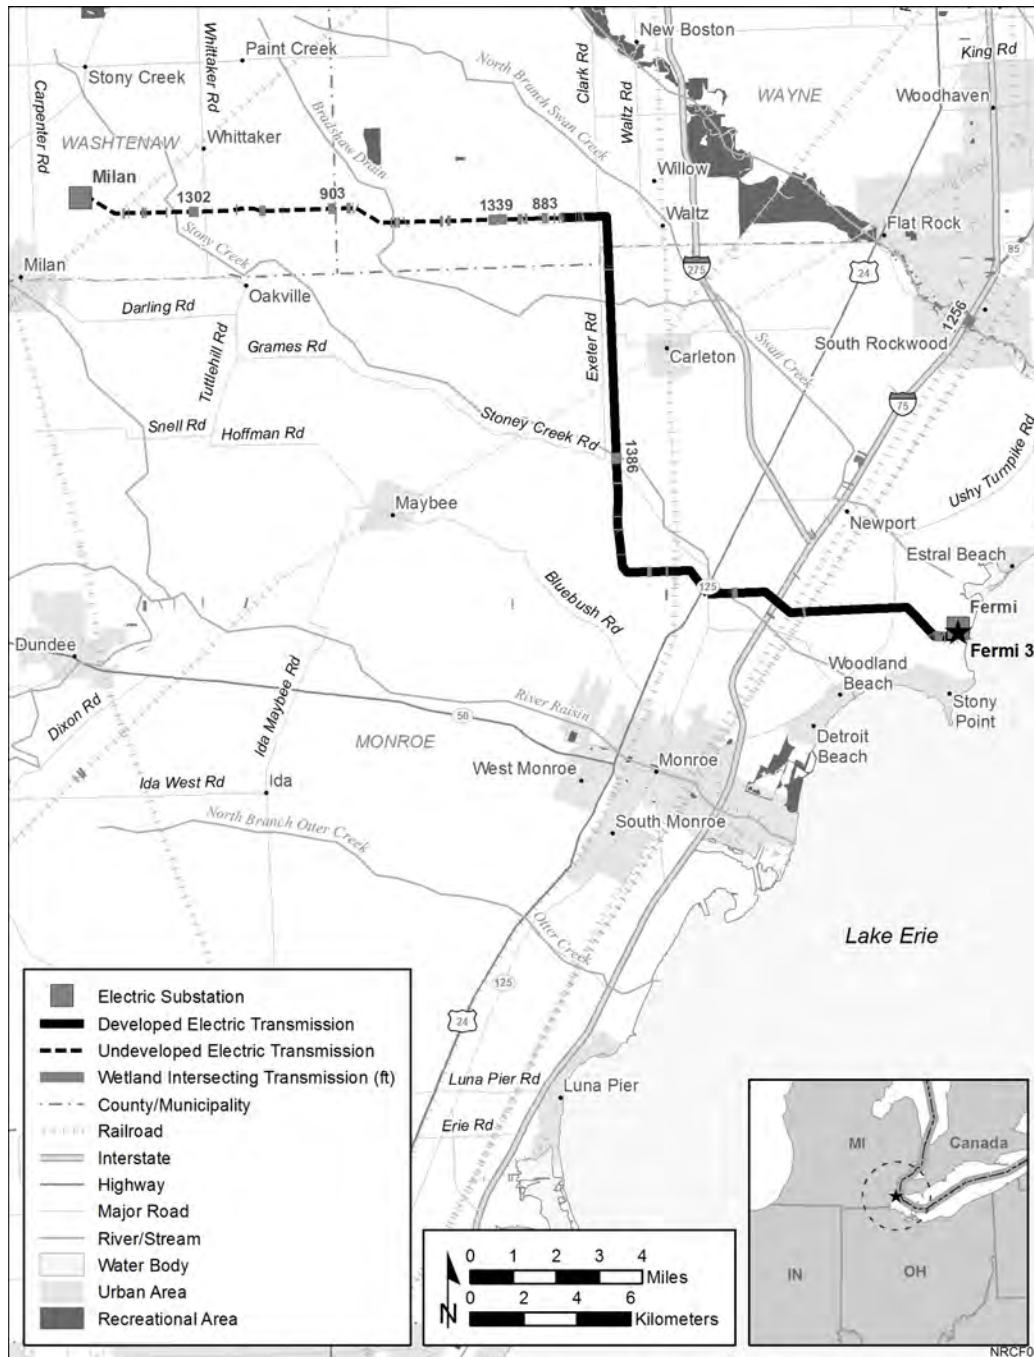 New Boston
Paint Creek
King Rd
Stony Creek
Whittaker Rd
Clark Rd
Waltz Rd
North Branch Swan Creek
WAYNE
Woodhaven
Carpenter Rd
Bradshaw Drain
WASHTENAW
Whittaker
Willow
Milan
1302
903
1339
883
Waltz
Flat Rock
Stony Creek
24
85
275
Milan
Oakville
Darling Rd
1256
Exeter Rd
South Rockwood
Tuttlehill Rd
Grames Rd
Carleton
Swan Creek
75
Snell Rd
Hoffman Rd
Stoney Creek Rd
1386
Ushy Turnpike Rd
Maybee
Newport
Estral Beach
Bluebush Rd
125
Fermi
Dundee
Fermi 3
Woodland
Beach
Stony
Point
Dixon Rd
Ida Maybee Rd
River Raisin
50
Detroit
Beach
MONROE
West Monroe
Monroe
Ida West Rd
Ida
North Branch Otter Creek
South Monroe
Otter Creek
Lake Erie
125
24
Luna Pier Rd
Luna Pier
Erie Rd
Electric Substation
Developed Electric Transmission
Undeveloped Electric Transmission
Wetland Intersecting Transmission (ft)
County/Municipality
Railroad
Interstate
Highway
Major Road
River/Stream
Water Body
Urban Area
Recreational Area
N
0 1 2 3 4
Miles
0 2 4 6
Kilometers
MI
Canada
IN
OH